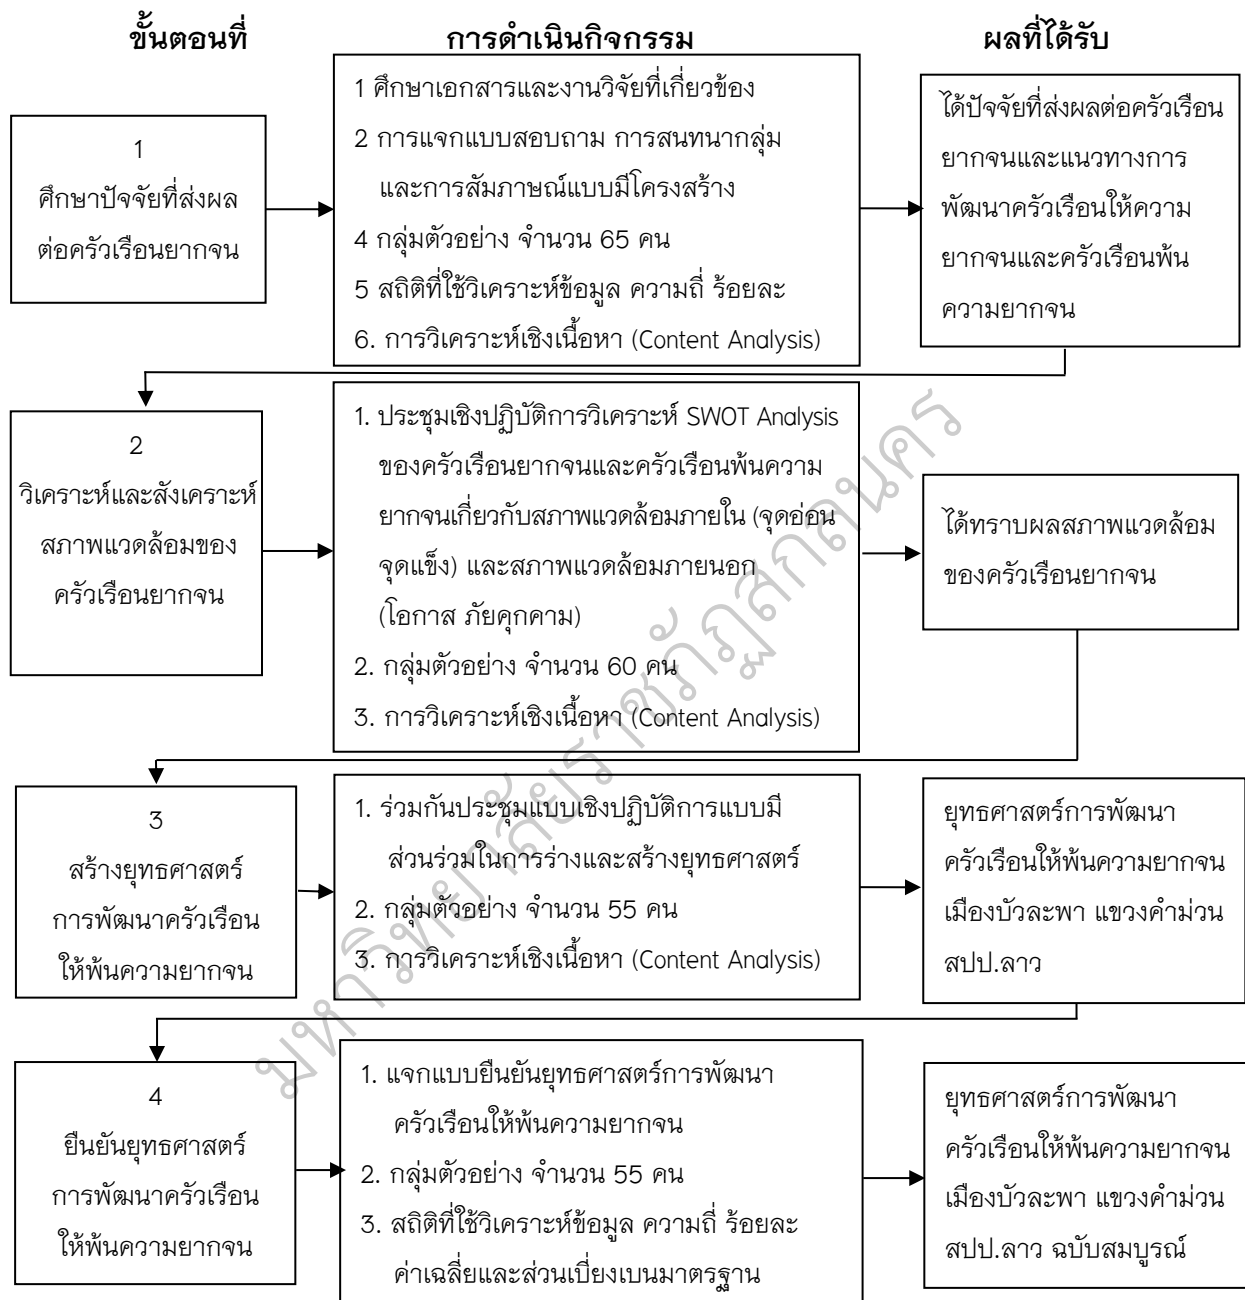 ขั้นตอนที่
การดำเนินกิจกรรม
ผลที่ได้รับ
1
ศึกษาปัจจัยที่ส่งผล
ต่อครัวเรือนยากจน
1 ศึกษาเอกสารและงานวิจัยที่เกี่ยวข้อง
2 การแจกแบบสอบถาม การสนทนากลุ่ม
และการสัมภาษณ์แบบมีโครงสร้าง
4 กลุ่มตัวอย่าง จำนวน 65 คน
5 สถิติที่ใช้วิเคราะห์ข้อมูล ความถี่ ร้อยละ
6. การวิเคราะห์เชิงเนื้อหา (Content Analysis)
ได้ปัจจัยที่ส่งผลต่อครัวเรือน
ยากจนและแนวทางการ
พัฒนาครัวเรือนให้ความ
ยากจนและครัวเรือนพ้น
ความยากจน
2
วิเคราะห์และสังเคราะห์
สภาพแวดล้อมของ
ครัวเรือนยากจน
1. ประชุมเชิงปฏิบัติการวิเคราะห์ SWOT Analysis
ของครัวเรือนยากจนและครัวเรือนพ้นความ
ยากจนเกี่ยวกับสภาพแวดล้อมภายใน (จุดอ่อน
จุดแข็ง) และสภาพแวดล้อมภายนอก
(โอกาส ภัยคุกคาม)
2. กลุ่มตัวอย่าง จำนวน 60 คน
3. การวิเคราะห์เชิงเนื้อหา (Content Analysis)
ได้ทราบผลสภาพแวดล้อม
ของครัวเรือนยากจน
3
สร้างยุทธศาสตร์
การพัฒนาครัวเรือน
ให้พ้นความยากจน
1. ร่วมกันประชุมแบบเชิงปฏิบัติการแบบมี
ส่วนร่วมในการร่างและสร้างยุทธศาสตร์
2. กลุ่มตัวอย่าง จำนวน 55 คน
3. การวิเคราะห์เชิงเนื้อหา (Content Analysis)
ยุทธศาสตร์การพัฒนา
ครัวเรือนให้พ้นความยากจน
เมืองบัวละพา แขวงคำม่วน
สปป.ลาว
4
ยืนยันยุทธศาสตร์
การพัฒนาครัวเรือน
ให้พ้นความยากจน
1. แจกแบบยืนยันยุทธศาสตร์การพัฒนา
ครัวเรือนให้พ้นความยากจน
2. กลุ่มตัวอย่าง จำนวน 55 คน
3. สถิติที่ใช้วิเคราะห์ข้อมูล ความถี่ ร้อยละ
ค่าเฉลี่ยและส่วนเบี่ยงเบนมาตรฐาน
ยุทธศาสตร์การพัฒนา
ครัวเรือนให้พ้นความยากจน
เมืองบัวละพา แขวงคำม่วน
สปป.ลาว ฉบับสมบูรณ์
มหาวิทยาลัยราชภัฏสกลนคร